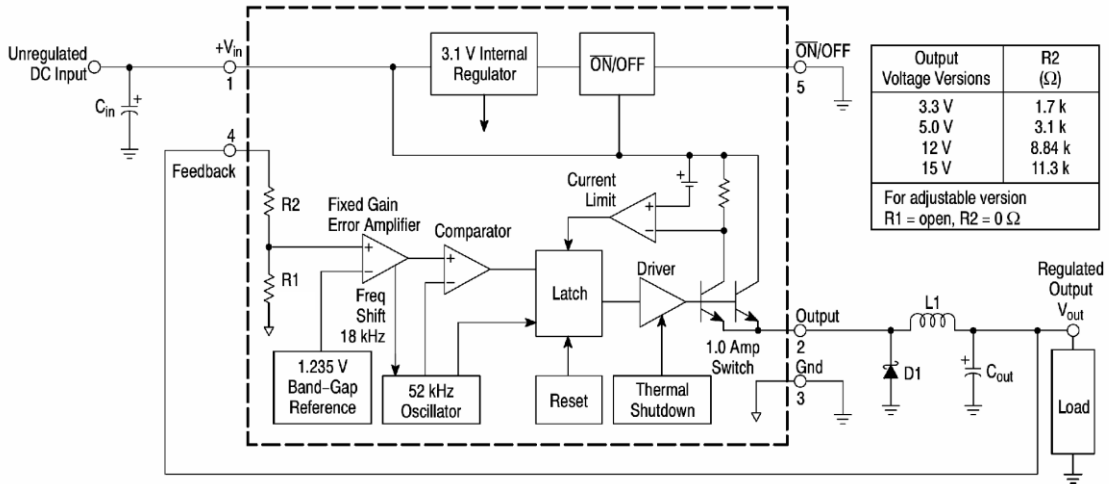 Unregulated
DC Input
Cin
+Vin
1
4
Feedback
3.1 V Internal
Regulator
ON/OFF
ON/OFF
5
Output
Voltage Versions
R2
(Ω)
3.3 V
1.7 k
5.0 V
3.1 k
12 V
8.84 k
15 V
11.3 k
For adjustable version
R1 = open, R2 = 0 Ω
R2
R1
Fixed Gain
Error Amplifier
+
−
Freq
Shift
18 kHz
Comparator
+
−
Current
Limit
+
−
+
Latch
Driver
1.0 Amp
Switch
1.235 V
Band−Gap
Reference
52 kHz
Oscillator
Reset
Thermal
Shutdown
Output
2
Gnd
3
D1
L1
+
Cout
Regulated
Output
Vout
Load
+